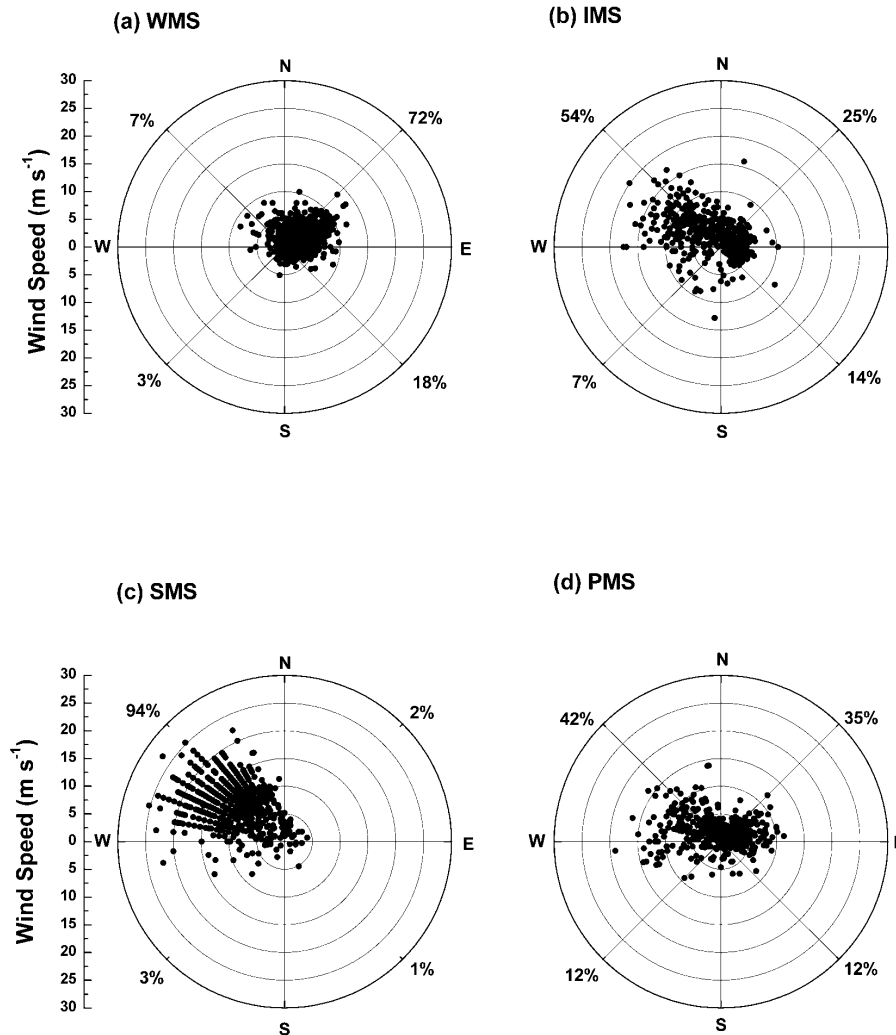 (a) WMS
(b) IMS
N
7%
72%
30
25
20
15
10
5
0
5
10
15
20
25
30
Wind Speed (m s-1)
W
E
3%
18%
S
N
54%
25%
W
7%
14%
S
(c) SMS
(d) PMS
N
94%
2%
30
25
20
15
10
5
0
5
10
15
20
25
30
Wind Speed (m s-1)
W
E
3%
1%
S
N
42%
35%
W
12%
12%
S